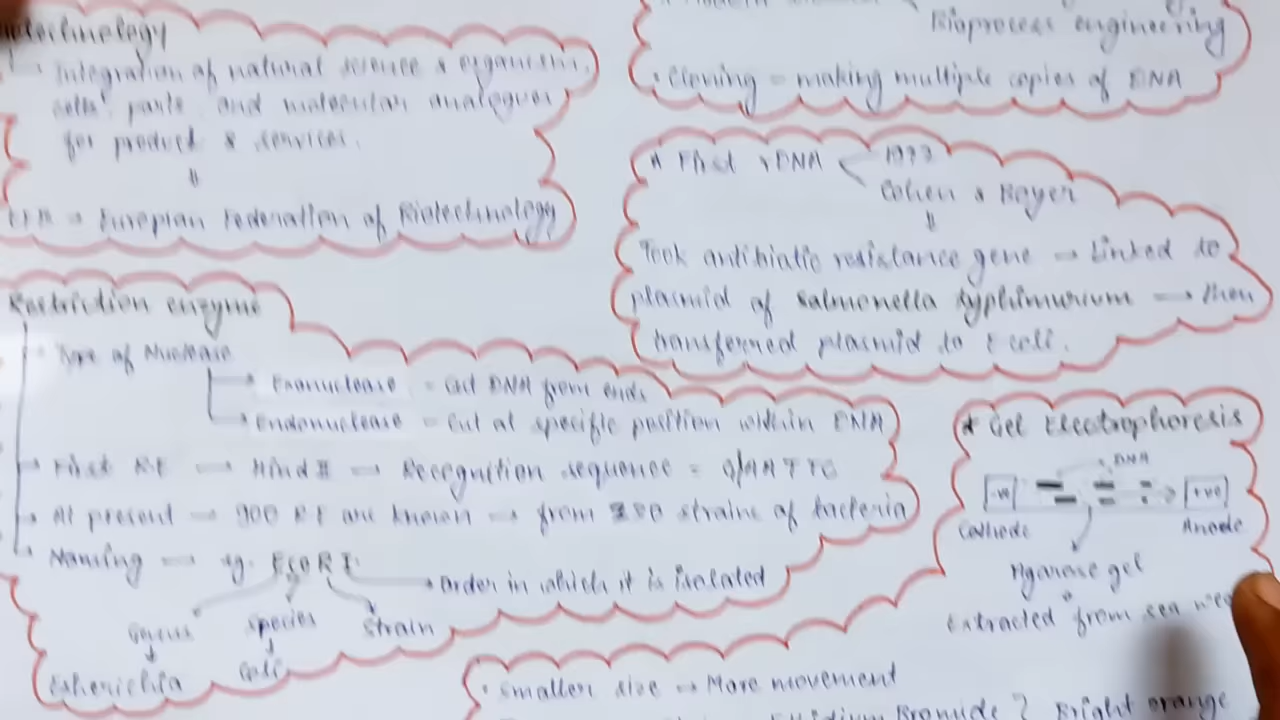 Biotechnology
Integration of natural science & organism,
cells, parts and molecular analogues
for product & services.
EFB = Europian Federation of Biotechnology
Bioprocess engineering
• Cloning = making multiple copies of DNA
* First rDNA
1972
Cohen & Boyer
Took antibiotic resistance gene → Linked to
plasmid of salmonella typhimurium → then
transferred plasmid to E coli.
Restriction enzyme
Type of Nuclease
Exonuclease = Cut DNA from ends
Endonuclease = Cut at specific position within DNA
First RE → Hind II → Recognition sequence =
At present → 900 RE are known → from 230 strains of bacteria
Naming → eg. EcoRI
Order in which it is isolated
Genus
Species
Strain
Escherichia
Coli
* Gel Electrophoresis
DNA
-ve
+ve
Cathode
Anode
Agarose gel
Extracted from sea
• Smaller size → More movement
Ethidium Bromide } Bright orange